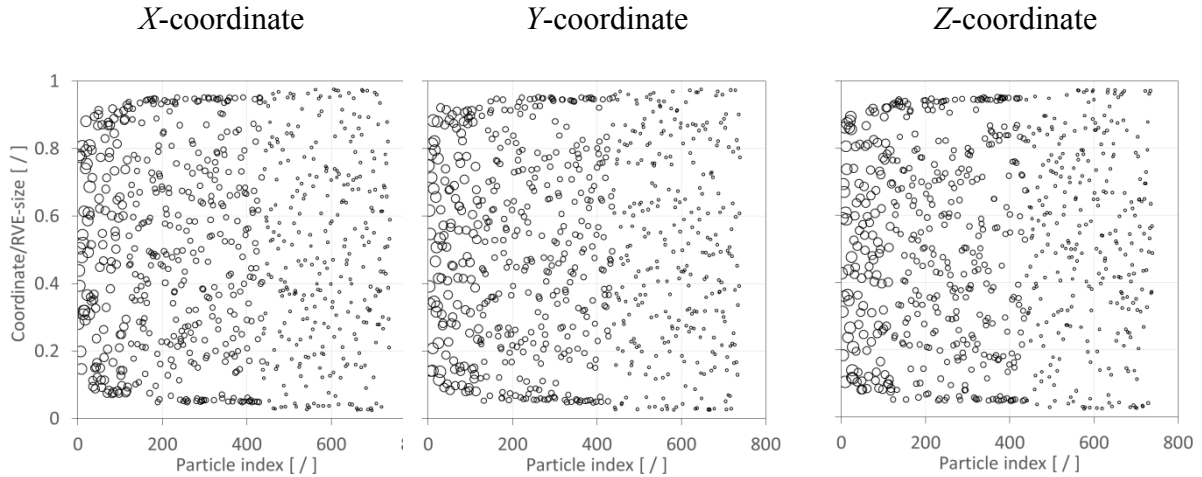 X-coordinate Y-coordinate Z-coordinate
Coordinate/RVE-size [ / ]
1
0.8
0.6
0.4
0.2
0
0 200 400 600 0 200 400 600 800 0 200 400 600 800
Particle index [ / ] Particle index [ / ] Particle index [ / ]